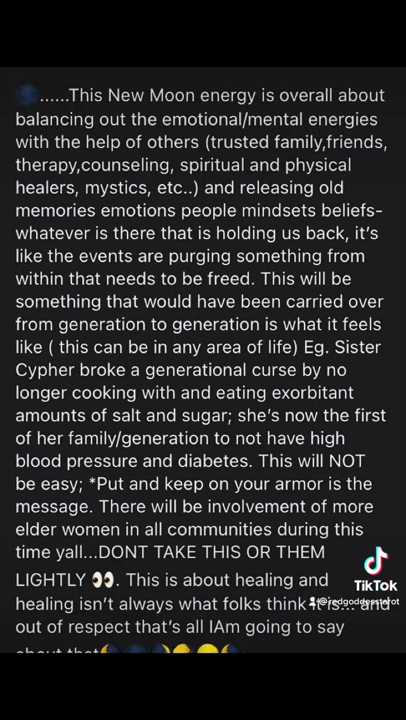 🌑......This New Moon energy is overall about
balancing out the emotional/mental energies
with the help of others (trusted family,friends,
therapy,counseling, spiritual and physical
healers, mystics, etc..) and releasing old
memories emotions people mindsets beliefs-
whatever is there that is holding us back, it’s
like the events are purging something from
within that needs to be freed. This will be
something that would have been carried over
from generation to generation is what it feels
like ( this can be in any area of life) Eg. Sister
Cypher broke a generational curse by no
longer cooking with and eating exorbitant
amounts of salt and sugar; she’s now the first
of her family/generation to not have high
blood pressure and diabetes. This will NOT
be easy; *Put and keep on your armor is the
message. There will be involvement of more
elder women in all communities during this
time yall...DONT TAKE THIS OR THEM
LIGHTLY 👀. This is about healing and
healing isn’t always what folks think it is... and
out of respect that’s all IAm going to say
about that
TikTok
@redgoddesstarot